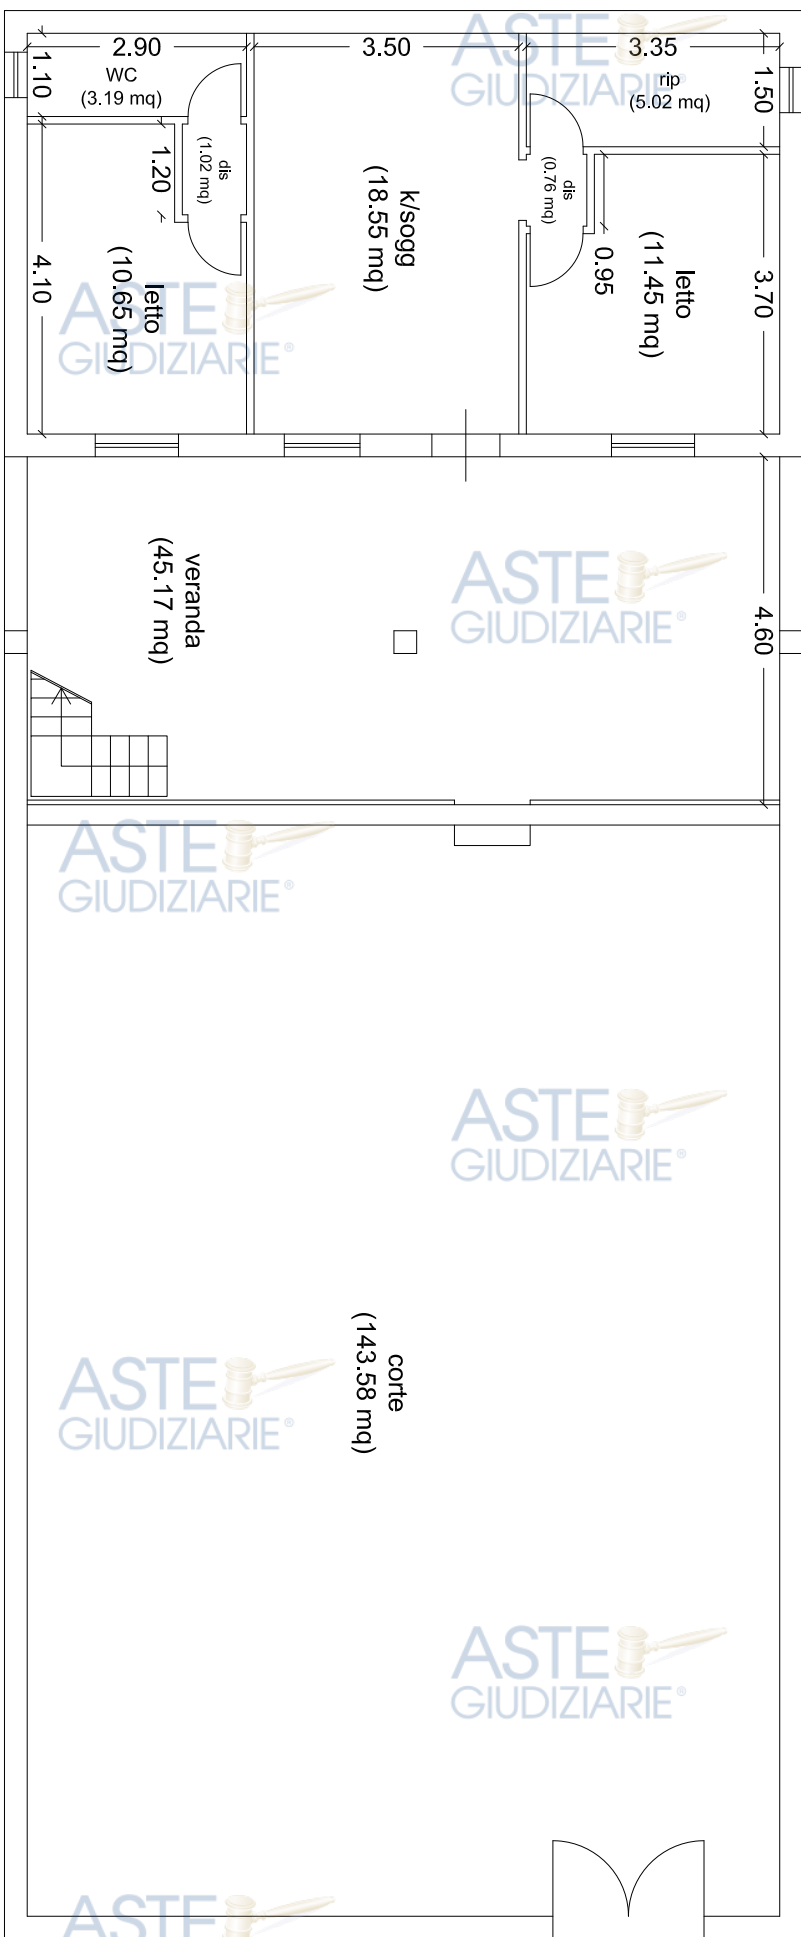 2.90
3.50
3.35
1.10
WC
(3.19 mq)
rip
(5.02 mq)
1.50
dis
(1.02 mq)
1.20
k/sogg
(18.55 mq)
dis
(0.76 mq)
0.95
letto
(11.45 mq)
3.70
4.10
letto
(10.65 mq)
veranda
(45.17 mq)
4.60
corte
(143.58 mq)
ASTE
GIUDIZIARIE®
ASTE
GIUDIZIARIE®
ASTE
GIUDIZIARIE®
ASTE
GIUDIZIARIE®
ASTE
GIUDIZIARIE®
ASTE
GIUDIZIARIE®
ASTE
GIUDIZIARIE®
ASTE